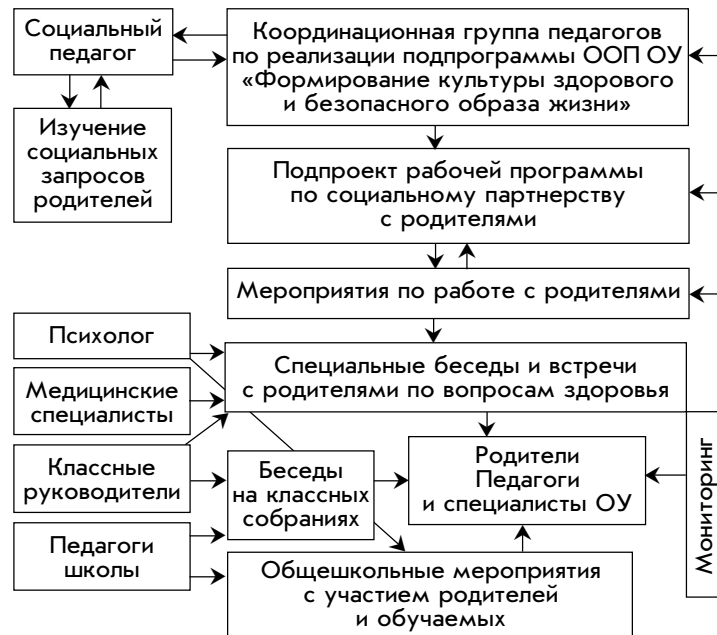 Социальный
педагог
Координационная группа педагогов
по реализации подпрограммы ООП ОУ
«Формирование культуры здорового
и безопасного образа жизни»
Изучение
социальных
запросов
родителей
Подпроект рабочей программы
по социальному партнерству
с родителями
Мероприятия по работе с родителями
Психолог
Специальные беседы и встречи
с родителями по вопросам здоровья
Медицинские
специалисты
Классные
руководители
Беседы
на классных
собраниях
Родители
Педагоги
и специалисты ОУ
Мониторинг
Педагоги
школы
Общешкольные мероприятия
с участием родителей
и обучаемых